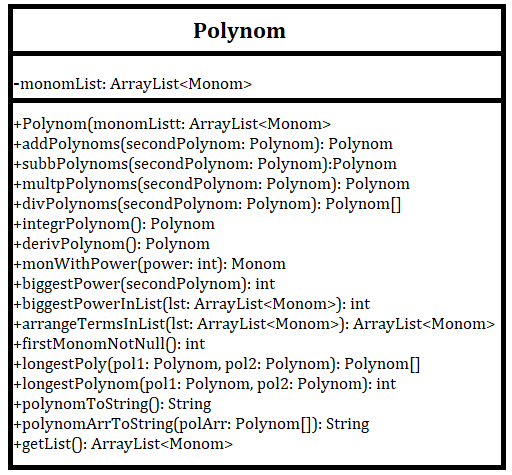 Polynom
-monomList: ArrayList<Monom>
+Polynom(monomListt: ArrayList<Monom>
+addPolynoms(secondPolynom: Polynom): Polynom
+subbPolynoms(secondPolynom: Polynom):Polynom
+multpPolynoms(secondPolynom: Polynom): Polynom
+divPolynoms(secondPolynom: Polynom): Polynom[]
+integrPolynom(): Polynom
+derivPolynom(): Polynom
+monWithPower(power: int): Monom
+biggestPower(secondPolynom): int
+biggestPowerInList(lst: ArrayList<Monom>): int
+arrangeTermsInList(lst: ArrayList<Monom>): ArrayList<Monom>
+firstMonomNotNull(): int
+longestPoly(pol1: Polynom, pol2: Polynom): Polynom[]
+longestPolynom(pol1: Polynom, pol2: Polynom): int
+polynomToString(): String
+polynomArrToString(polArr: Polynom[]): String
+getList(): ArrayList<Monom>